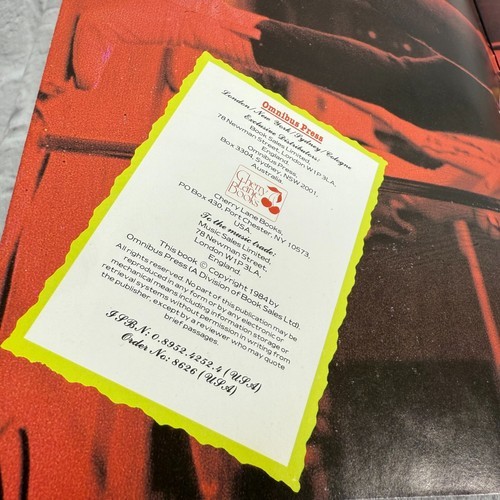 Omnibus Press
London/New York/Sydney/Cologne
Exclusive Distributors:
Book Sales Limited,
78 Newman Street, London W1P 3LA,
England.
Omnibus Press,
Box 3304, Sydney, NSW 2001,
Australia.
Cherry
Lane
Books
Cherry Lane Books,
PO Box 430, Port Chester, N.Y. 10573,
USA.
To the music trade:
Music Sales Limited,
78 Newman Street,
London W1P 3LA,
England.
This book © Copyright 1984 by
Omnibus Press (A Division of Book Sales Ltd).
All rights reserved. No part of this publication may be
reproduced in any form or by any electronic or
mechanical means including information storage or
retrieval systems without permission in writing from
the publisher, except by a reviewer who may quote
brief passages.
ISBN: 0.8952.4252.4 (USA)
Order No: 8626 (USA)